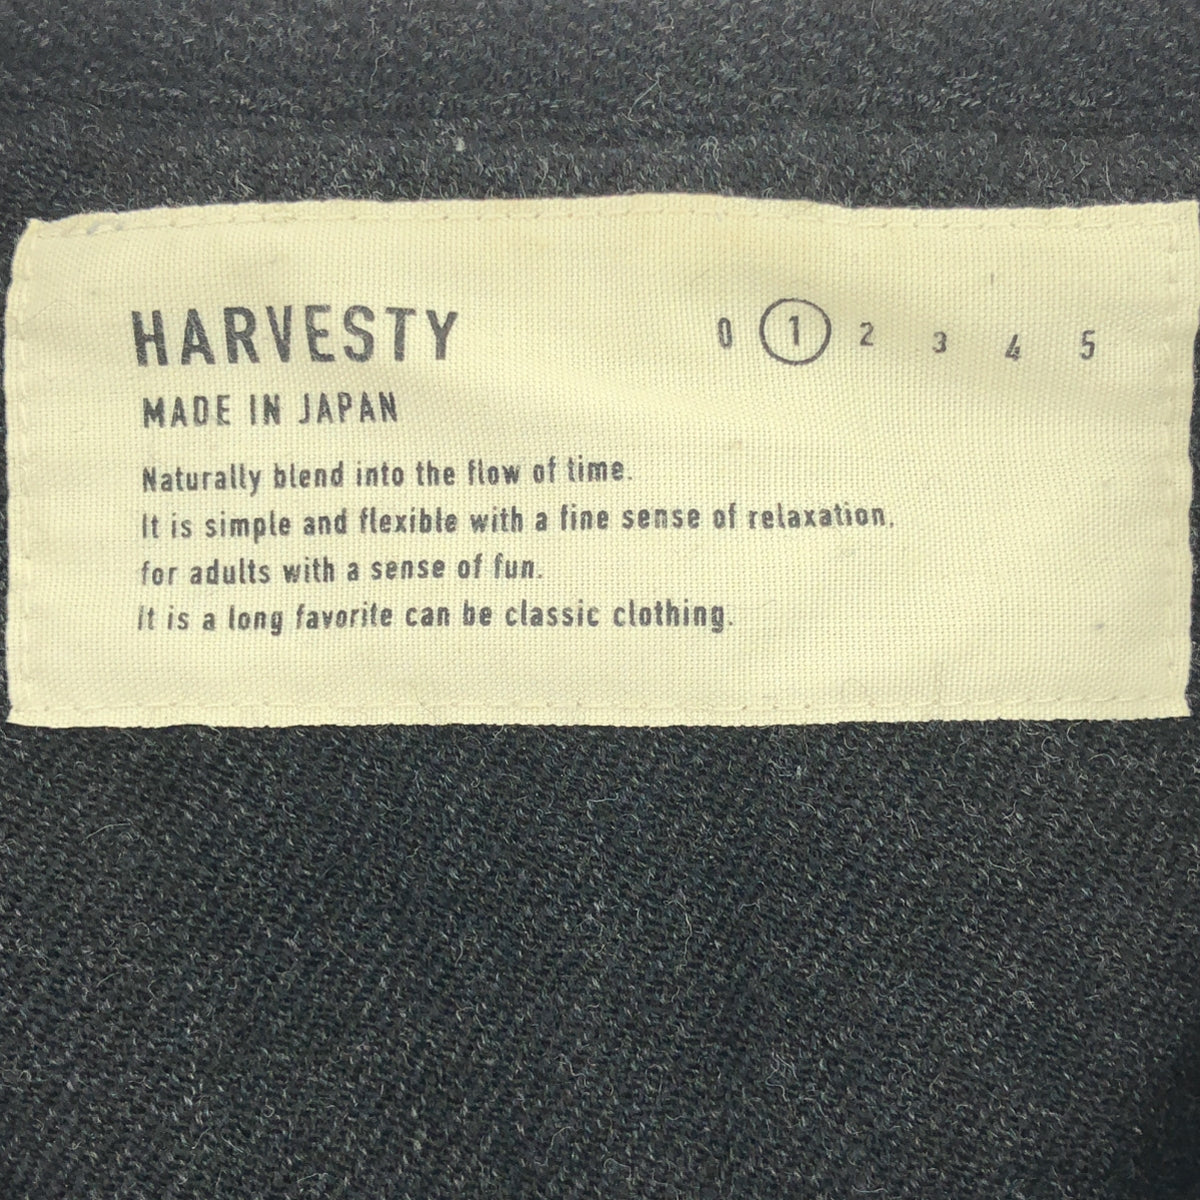 HARVESTY
0 1 2 3 4 5
MADE IN JAPAN
Naturally blend into the flow of time.
It is simple and flexible with a fine sense of relaxation.
for adults with a sense of fun.
It is a long favorite can be classic clothing.